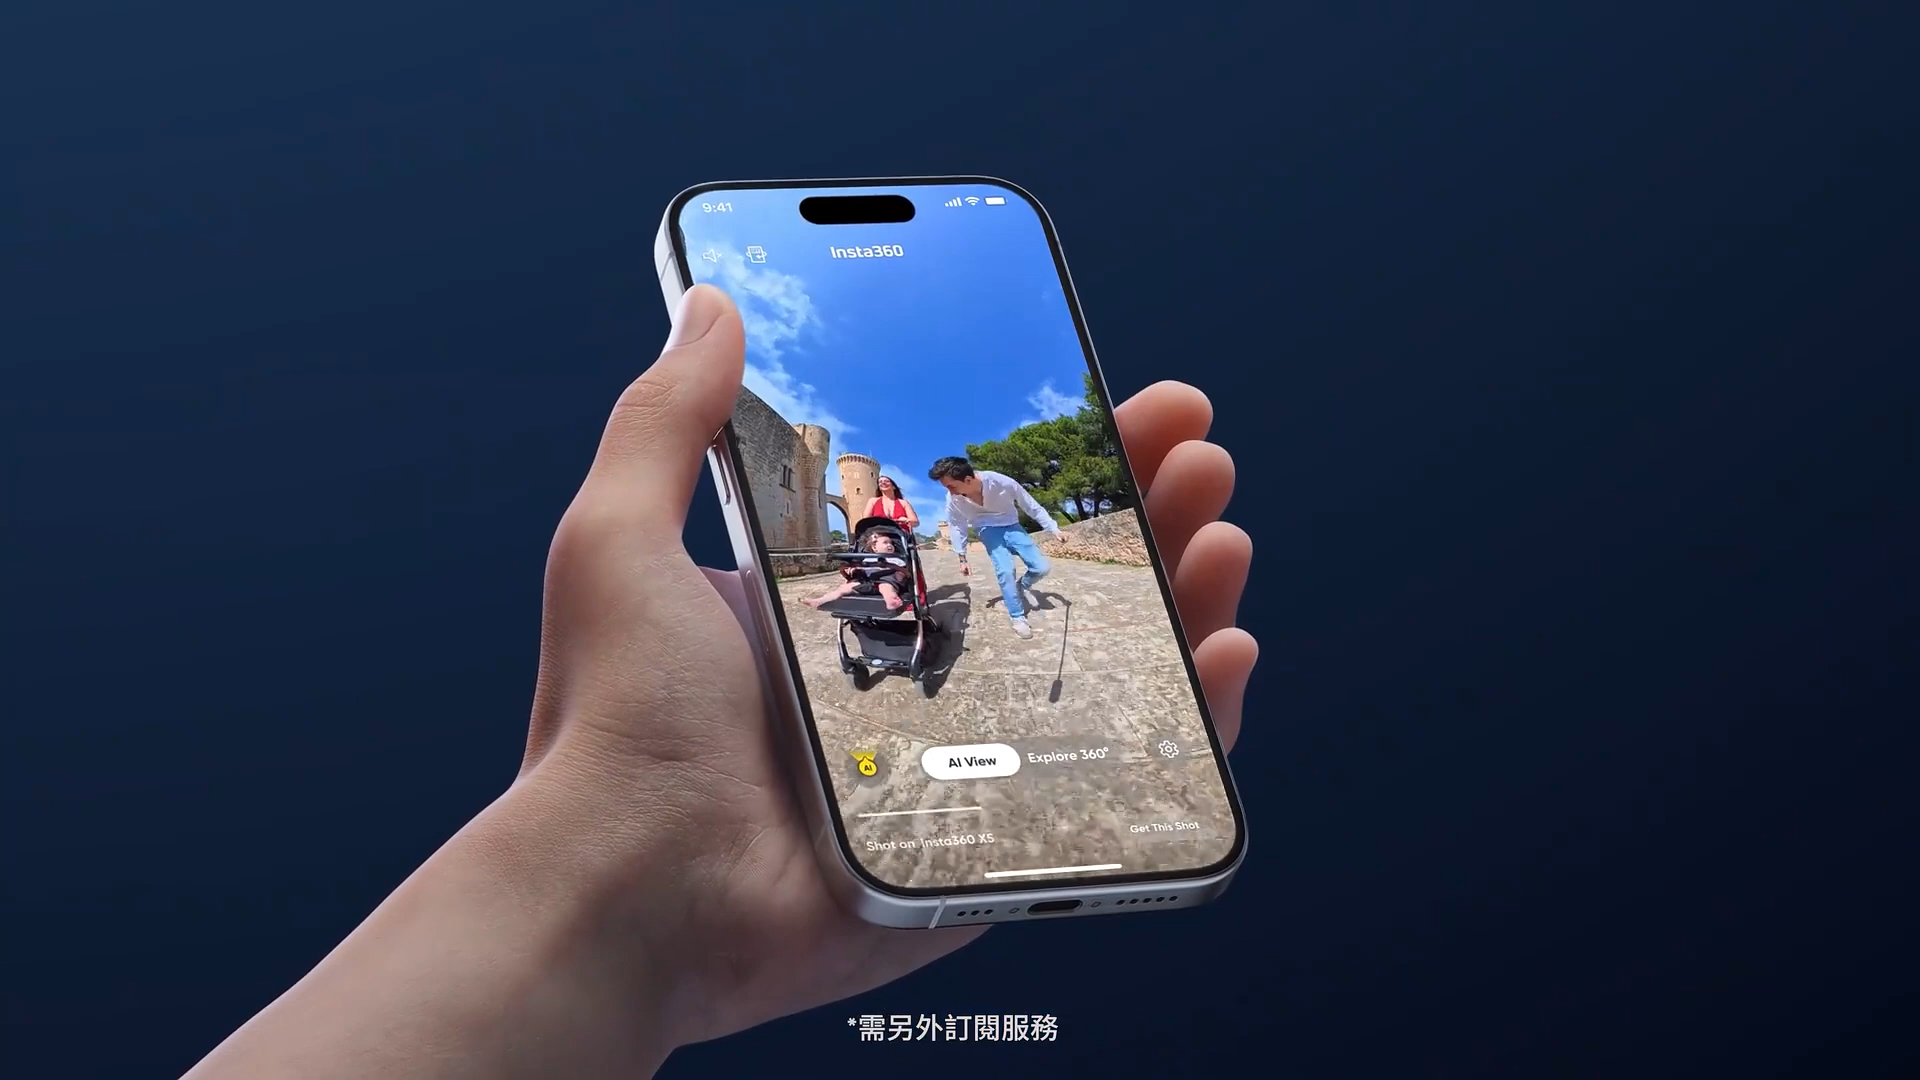 9:41
Insta360
AI
AI View
Explore 360°
Shot on Insta360 X5
Get This Shot
*需另外訂閱服務